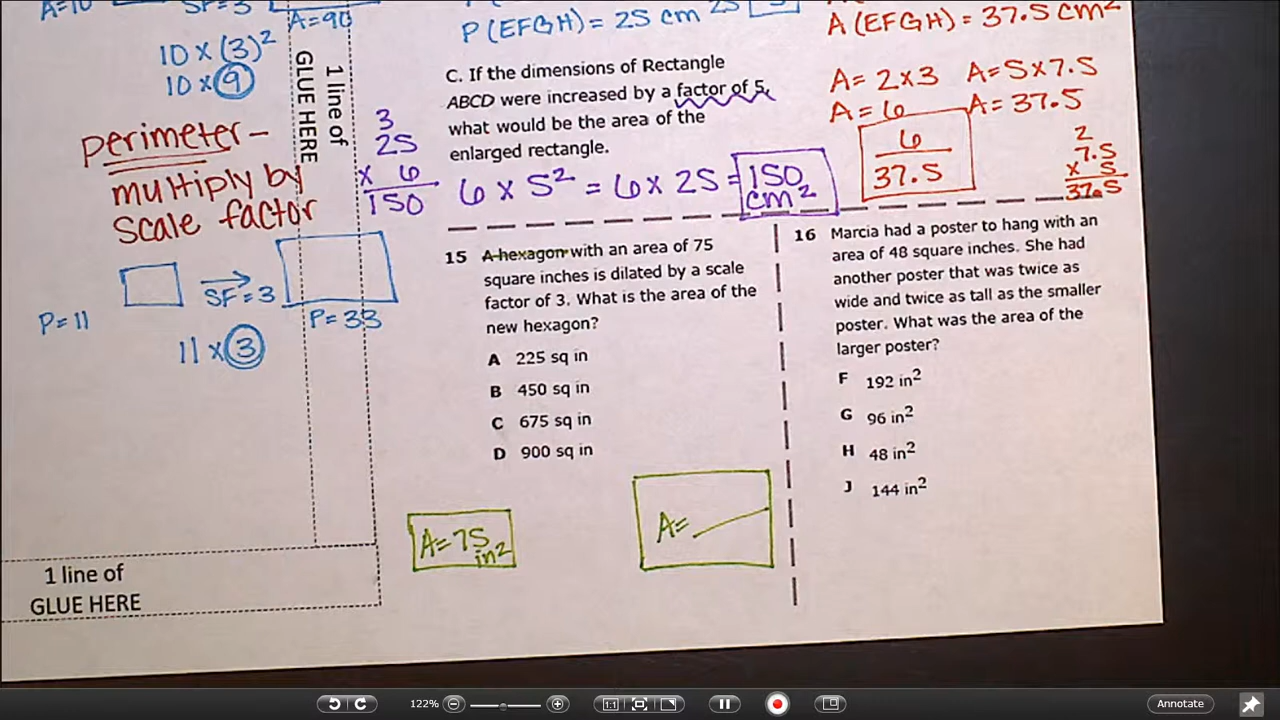 A=10
SF=3
A=90
10 x (3)²
10 x 9
perimeter -
multiply by
scale factor
SF=3
P=11
P=33
11 x 3
1 line of
GLUE HERE
1 line of
GLUE HERE
P (EFGH) = 25 cm
25
C. If the dimensions of Rectangle
ABCD were increased by a factor of 5,
what would be the area of the
enlarged rectangle.
3
25
x 6
150
6 x 5² = 6 x 25 = 150
cm²
A (EFGH) = 37.5 cm²
A = 2 x 3 A = 5 x 7.5
A = 6 A = 37.5
6
37.5
2
7.5
x 5
37.5
15 A hexagon with an area of 75
square inches is dilated by a scale
factor of 3. What is the area of the
new hexagon?
A 225 sq in
B 450 sq in
C 675 sq in
D 900 sq in
A=75
in²
A=
16 Marcia had a poster to hang with an
area of 48 square inches. She had
another poster that was twice as
wide and twice as tall as the smaller
poster. What was the area of the
larger poster?
F 192 in²
G 96 in²
H 48 in²
J 144 in²
122%
1:1
Annotate